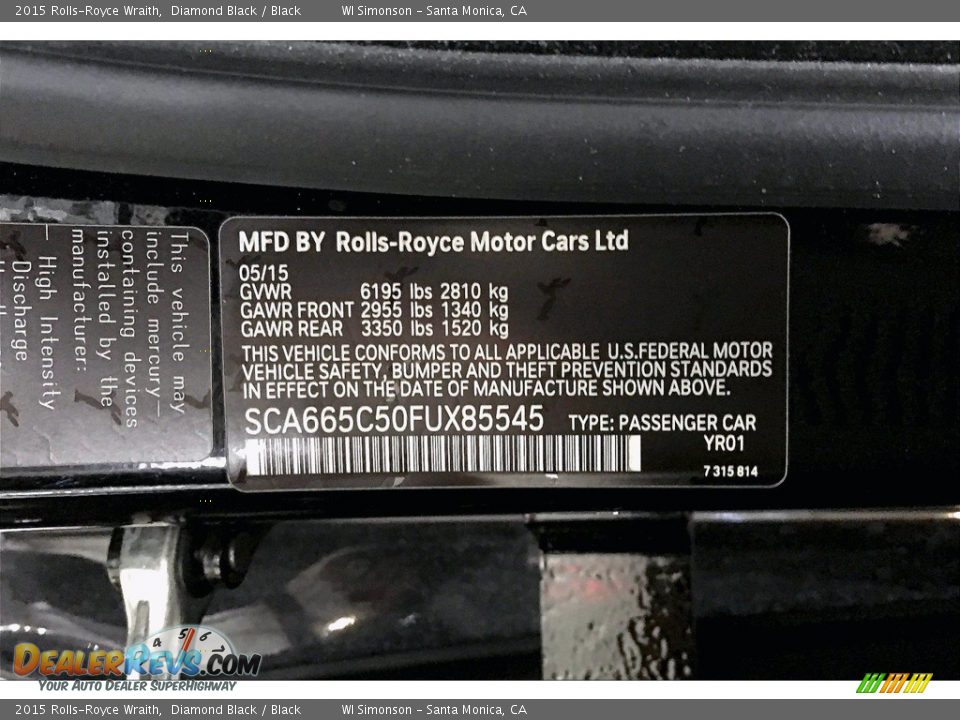 2015 Rolls-Royce Wraith, Diamond Black / Black WI Simonson - Santa Monica, CA
This vehicle may
include mercury-
containing devices
installed by the
manufacturer:
- High Intensity
Discharge
MFD BY Rolls-Royce Motor Cars Ltd
05/15
GVWR 6195 lbs 2810 kg
GAWR FRONT 2955 lbs 1340 kg
GAWR REAR 3350 lbs 1520 kg
THIS VEHICLE CONFORMS TO ALL APPLICABLE U.S.FEDERAL MOTOR
VEHICLE SAFETY, BUMPER AND THEFT PREVENTION STANDARDS
IN EFFECT ON THE DATE OF MANUFACTURE SHOWN ABOVE.
SCA665C50FUX85545 TYPE: PASSENGER CAR
YR01
7 315 814
4 5 6
DEALERREVS.COM
YOUR AUTO DEALER SUPERHIGHWAY
2015 Rolls-Royce Wraith, Diamond Black / Black WI Simonson - Santa Monica, CA